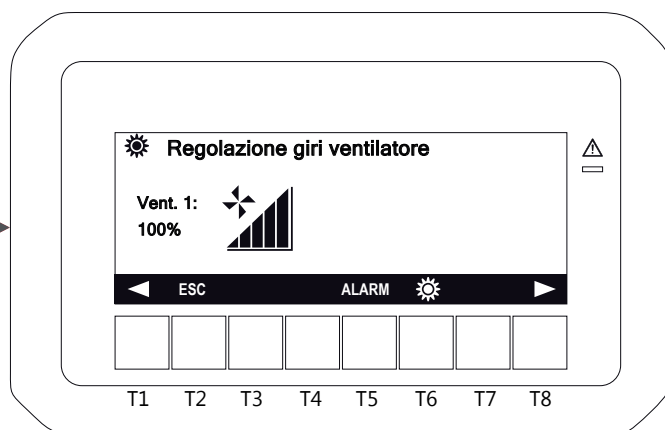 Regolazione giri ventilatore
Vent. 1:
100%
ESC ALARM
T1 T2 T3 T4 T5 T6 T7 T8